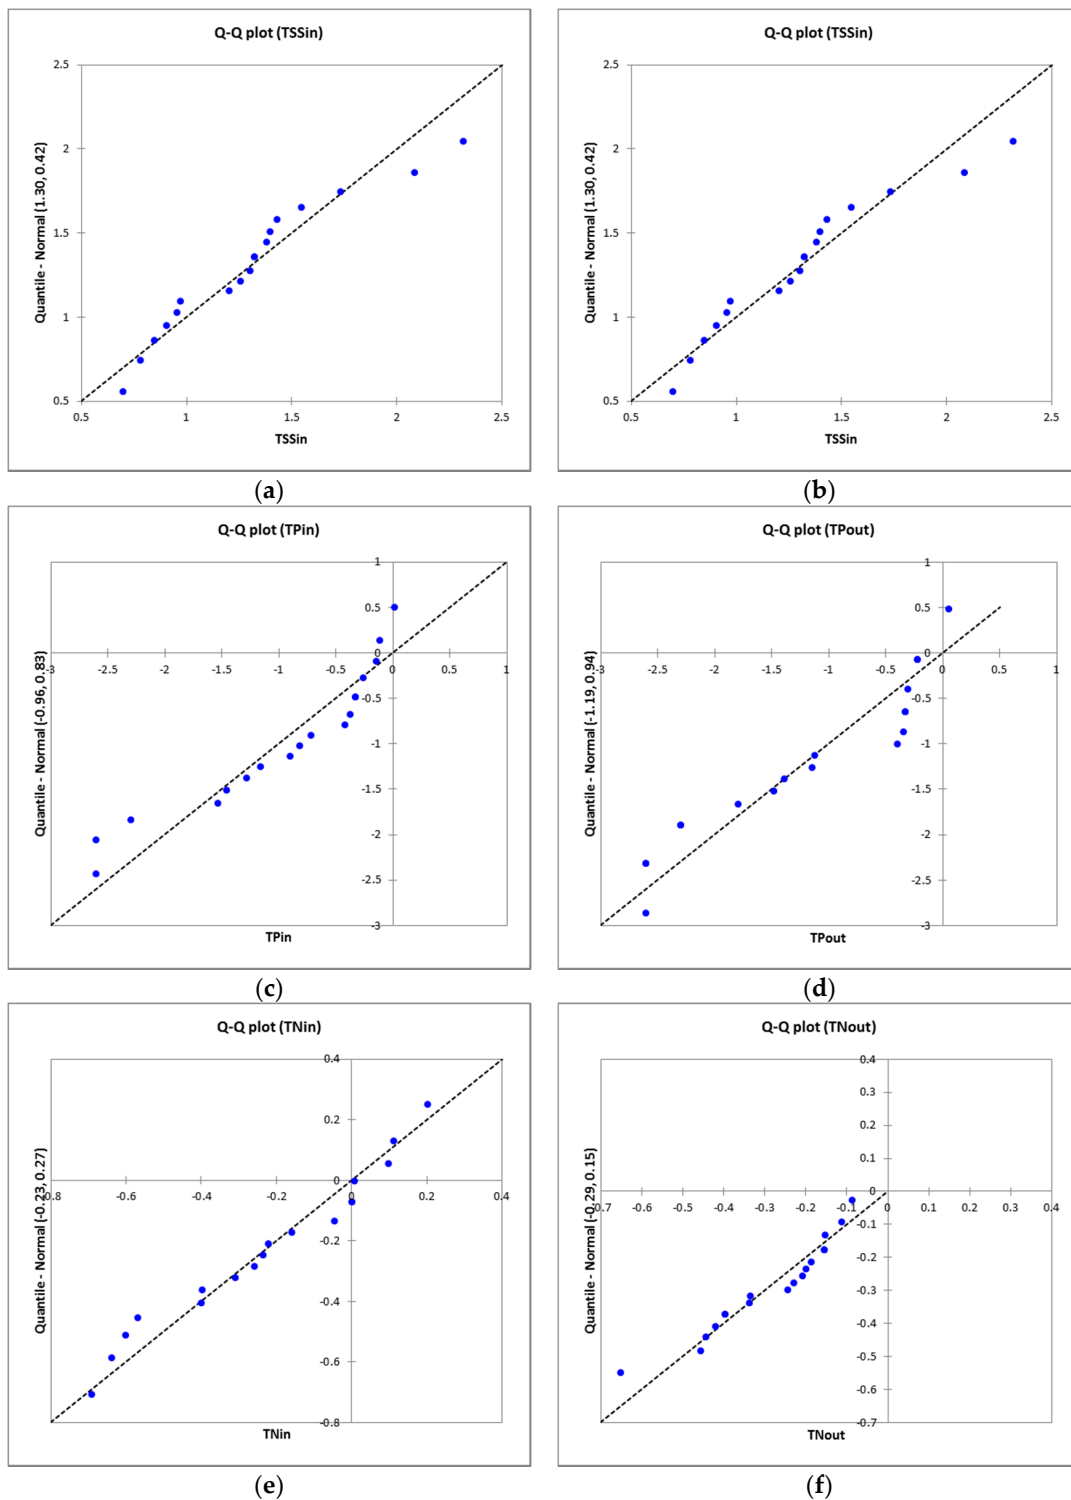 Q-Q plot (TSSin)
Quantile - Normal (1.30, 0.42)
2.5
2
1.5
1
0.5
0.5 1 1.5 2 2.5
TSSin
(a)
Q-Q plot (TSSin)
Quantile - Normal (1.30, 0.42)
2.5
2
1.5
1
0.5
0.5 1 1.5 2 2.5
TSSin
(b)
Q-Q plot (TPin)
Quantile - Normal (-0.96, 0.83)
1
0.5
0
-3 -2.5 -2 -1.5 -1 -0.5 0 0.5 1
-0.5
-1
-1.5
-2
-2.5
-3
TPin
(c)
Q-Q plot (TPout)
Quantile - Normal (-1.19, 0.94)
1
0.5
0
-3 -2.5 -2 -1.5 -1 -0.5 0 0.5 1
-0.5
-1
-1.5
-2
-2.5
-3
TPout
(d)
Q-Q plot (TNin)
Quantile - Normal (-0.23, 0.27)
0.4
0.2
0
-0.8 -0.6 -0.4 -0.2 0 0.2 0.4
-0.2
-0.4
-0.6
-0.8
TNin
(e)
Q-Q plot (TNout)
Quantile - Normal (-0.29, 0.15)
0.4
0.3
0.2
0.1
0
-0.7 -0.6 -0.5 -0.4 -0.3 -0.2 -0.1 0 0.1 0.2 0.3 0.4
-0.1
-0.2
-0.3
-0.4
-0.5
-0.6
-0.7
TNout
(f)